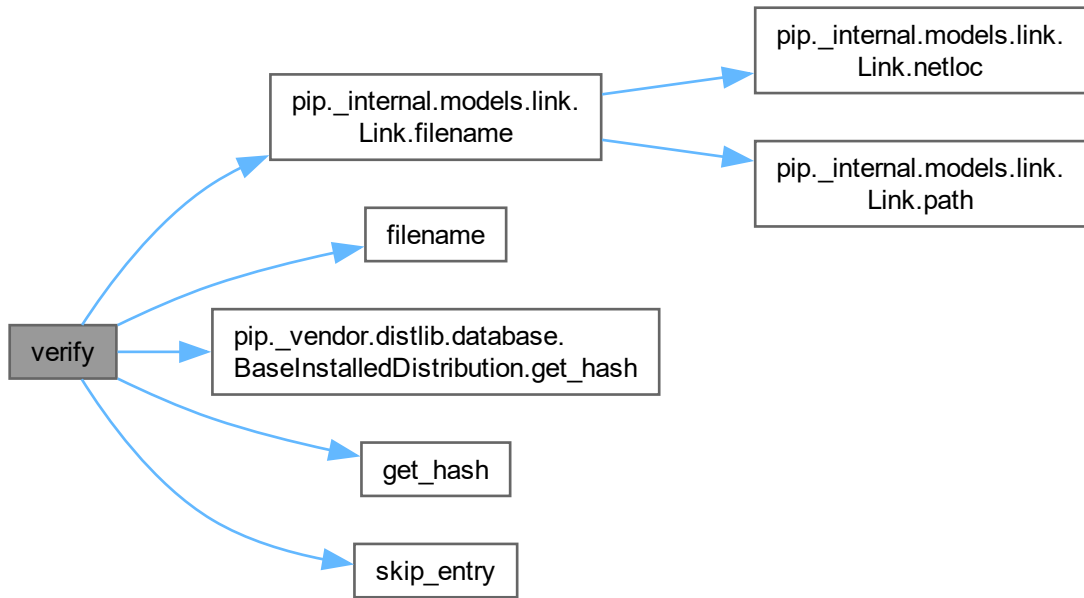 pip._internal.models.link.
Link.netloc
pip._internal.models.link.
Link.filename
pip._internal.models.link.
Link.path
filename
verify
pip._vendor.distlib.database.
BaseInstalledDistribution.get_hash
get_hash
skip_entry